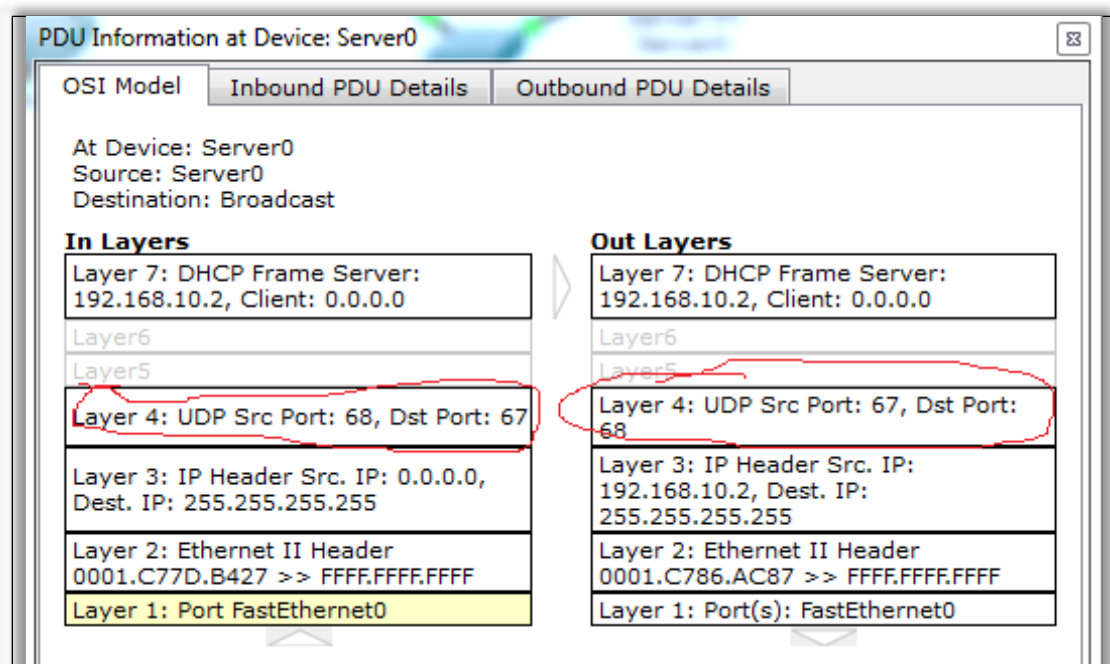 PDU Information at Device: Server0
OSI Model
Inbound PDU Details
Outbound PDU Details
At Device: Server0
Source: Server0
Destination: Broadcast
In Layers
Layer 7: DHCP Frame Server:
192.168.10.2, Client: 0.0.0.0
Layer6
Layer5
Layer 4: UDP Src Port: 68, Dst Port: 67
Layer 3: IP Header Src. IP: 0.0.0.0,
Dest. IP: 255.255.255.255
Layer 2: Ethernet II Header
0001.C77D.B427 >> FFFF.FFFF.FFFF
Layer 1: Port FastEthernet0
Out Layers
Layer 7: DHCP Frame Server:
192.168.10.2, Client: 0.0.0.0
Layer6
Layer5
Layer 4: UDP Src Port: 67, Dst Port:
68
Layer 3: IP Header Src. IP:
192.168.10.2, Dest. IP:
255.255.255.255
Layer 2: Ethernet II Header
0001.C786.AC87 >> FFFF.FFFF.FFFF
Layer 1: Port(s): FastEthernet0